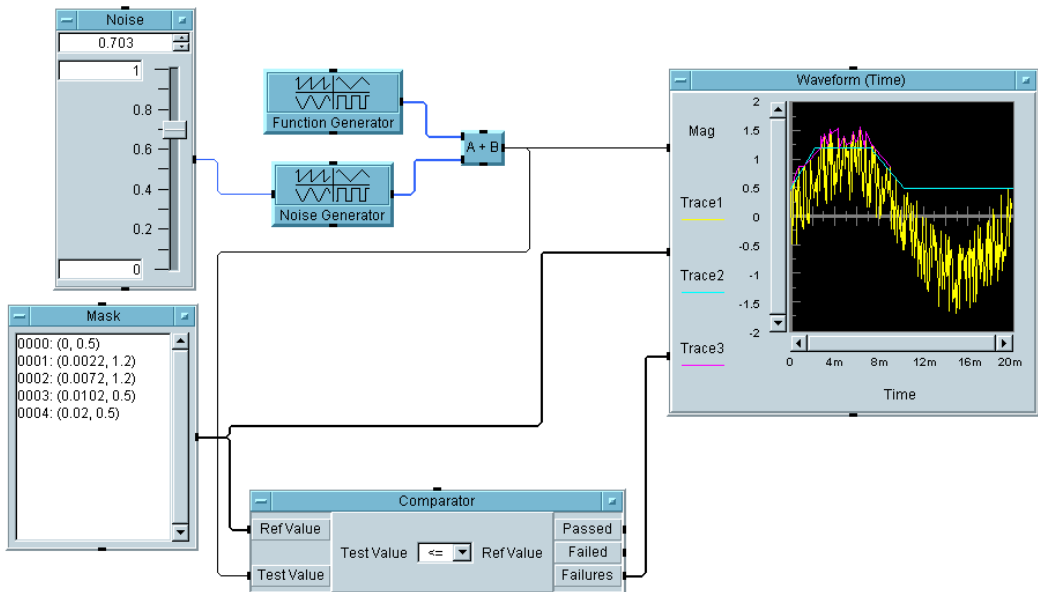 Noise
0.703
1
0.8
0.6
0.4
0.2
0
Function Generator
Noise Generator
A + B
Mask
0000: (0, 0.5)
0001: (0.0022, 1.2)
0002: (0.0072, 1.2)
0003: (0.0102, 0.5)
0004: (0.02, 0.5)
Waveform (Time)
Mag
Trace1
Trace2
Trace3
2
1.5
1
0.5
0
-0.5
-1
-1.5
-2
0 4m 8m 12m 16m 20m
Time
Comparator
Ref Value
Test Value
Test Value <= Ref Value
Passed
Failed
Failures